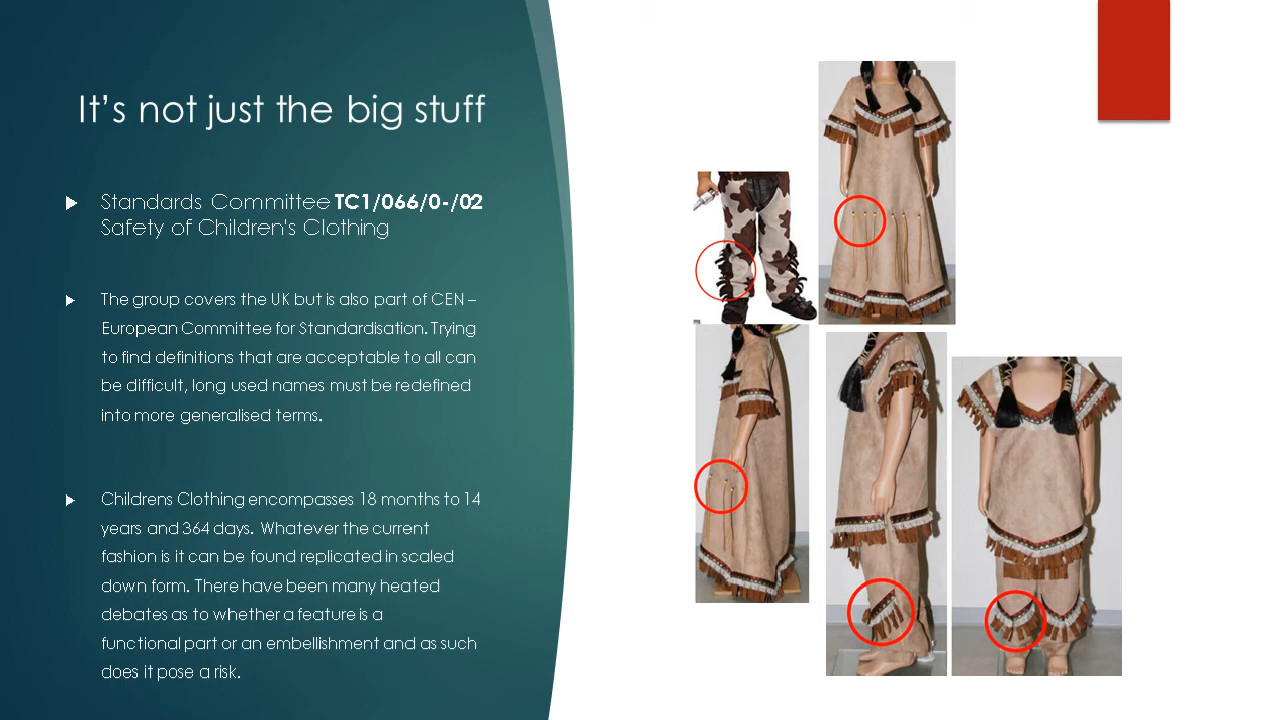 It's not just the big stuff
Standards Committee TC1/066/0-/02
Safety of Children's Clothing
The group covers the UK but is also part of CEN –
European Committee for Standardisation. Trying
to find definitions that are acceptable to all can
be difficult, long used names must be redefined
into more generalised terms.
Childrens Clothing encompasses 18 months to 14
years and 364 days. Whatever the current
fashion is it can be found replicated in scaled
down form. There have been many heated
debates as to whether a feature is a
functional part or an embellishment and as such
does it pose a risk.